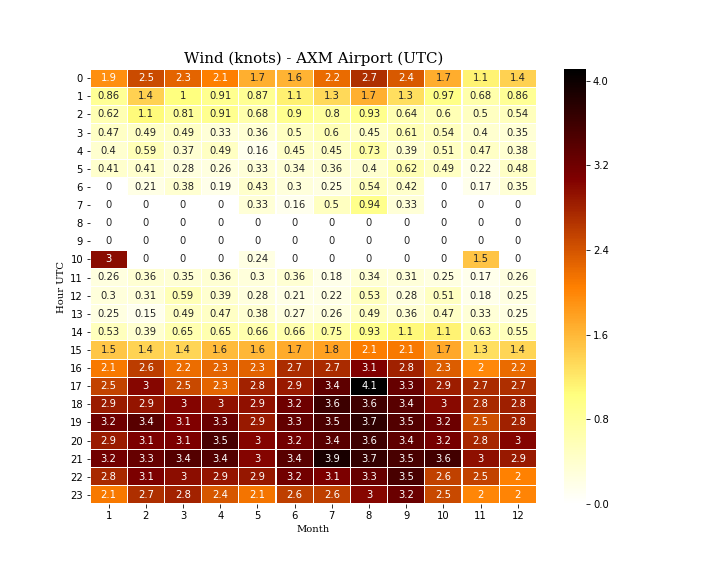 Wind (knots) - AXM Airport (UTC)
0 1.9 2.5 2.3 2.1 1.7 1.6 2.2 2.7 2.4 1.7 1.1 1.4
1 0.86 1.4 1 0.91 0.87 1.1 1.3 1.7 1.3 0.97 0.68 0.86
2 0.62 1.1 0.81 0.91 0.68 0.9 0.8 0.93 0.64 0.6 0.5 0.54
3 0.47 0.49 0.49 0.33 0.36 0.5 0.6 0.45 0.61 0.54 0.4 0.35
4 0.4 0.59 0.37 0.49 0.16 0.45 0.45 0.73 0.39 0.51 0.47 0.38
5 0.41 0.41 0.28 0.26 0.33 0.34 0.36 0.4 0.62 0.49 0.22 0.48
6 0 0.21 0.38 0.19 0.43 0.3 0.25 0.54 0.42 0 0.17 0.35
7 0 0 0 0 0.33 0.16 0.5 0.94 0.33 0 0 0
8 0 0 0 0 0 0 0 0 0 0 0 0
9 0 0 0 0 0 0 0 0 0 0 0 0
10 3 0 0 0 0.24 0 0 0 0 0 1.5 0
11 0.26 0.36 0.35 0.36 0.3 0.36 0.18 0.34 0.31 0.25 0.17 0.26
12 0.3 0.31 0.59 0.39 0.28 0.21 0.22 0.53 0.28 0.51 0.18 0.25
13 0.25 0.15 0.49 0.47 0.38 0.27 0.26 0.49 0.36 0.47 0.33 0.25
14 0.53 0.39 0.65 0.65 0.66 0.66 0.75 0.93 1.1 1.1 0.63 0.55
15 1.5 1.4 1.4 1.6 1.6 1.7 1.8 2.1 2.1 1.7 1.3 1.4
16 2.1 2.6 2.2 2.3 2.3 2.7 2.7 3.1 2.8 2.3 2 2.2
17 2.5 3 2.5 2.3 2.8 2.9 3.4 4.1 3.3 2.9 2.7 2.7
18 2.9 2.9 3 3 2.9 3.2 3.6 3.6 3.4 3 2.8 2.8
19 3.2 3.4 3.1 3.3 2.9 3.3 3.5 3.7 3.5 3.2 2.5 2.8
20 2.9 3.1 3.1 3.5 3 3.2 3.4 3.6 3.4 3.2 2.8 3
21 3.2 3.3 3.4 3.4 3 3.4 3.9 3.7 3.5 3.6 3 2.9
22 2.8 3.1 3 2.9 2.9 3.2 3.1 3.3 3.5 2.6 2.5 2
23 2.1 2.7 2.8 2.4 2.1 2.6 2.6 3 3.2 2.5 2 2
1 2 3 4 5 6 7 8 9 10 11 12
Month
Hour UTC
4.0
3.2
2.4
1.6
0.8
0.0